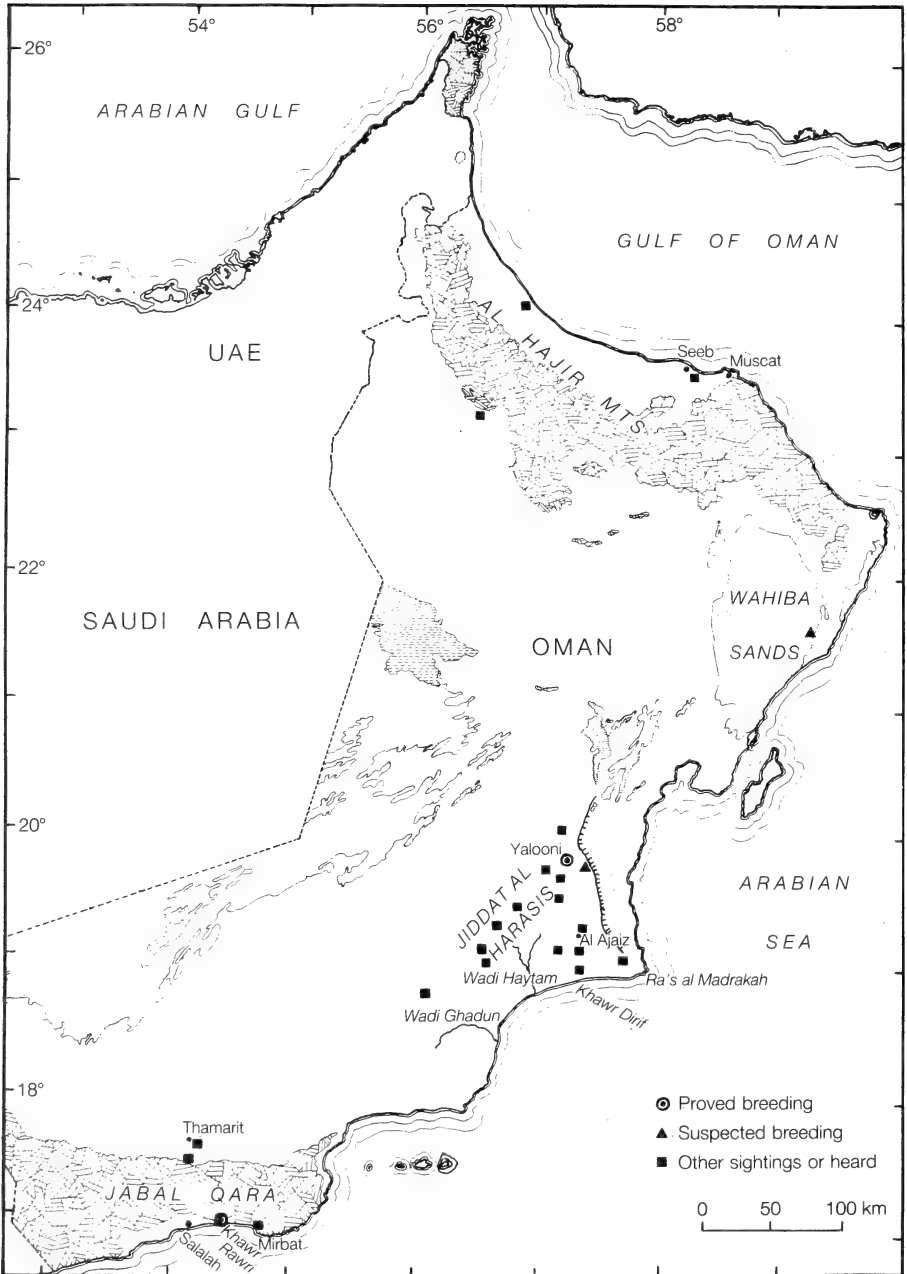 54° 56° 58°
26°
ARABIAN GULF
GULF OF OMAN
24°
AL HAJIR MTS
UAE
Seeb
Muscat
22°
WAHIBA
SANDS
SAUDI ARABIA
OMAN
20°
Yalooni
ARABIAN
SEA
JIDDAT AL
HARASIS
Al Ajaiz
Wadi Haytam
Ra's al Madrakah
Khawr Dirif
Wadi Ghadun
18°
Proved breeding
Suspected breeding
Other sightings or heard
Thamarit
JABAL QARA
0 50 100 km
Salalah
Khawr
Rawri
Mirbat